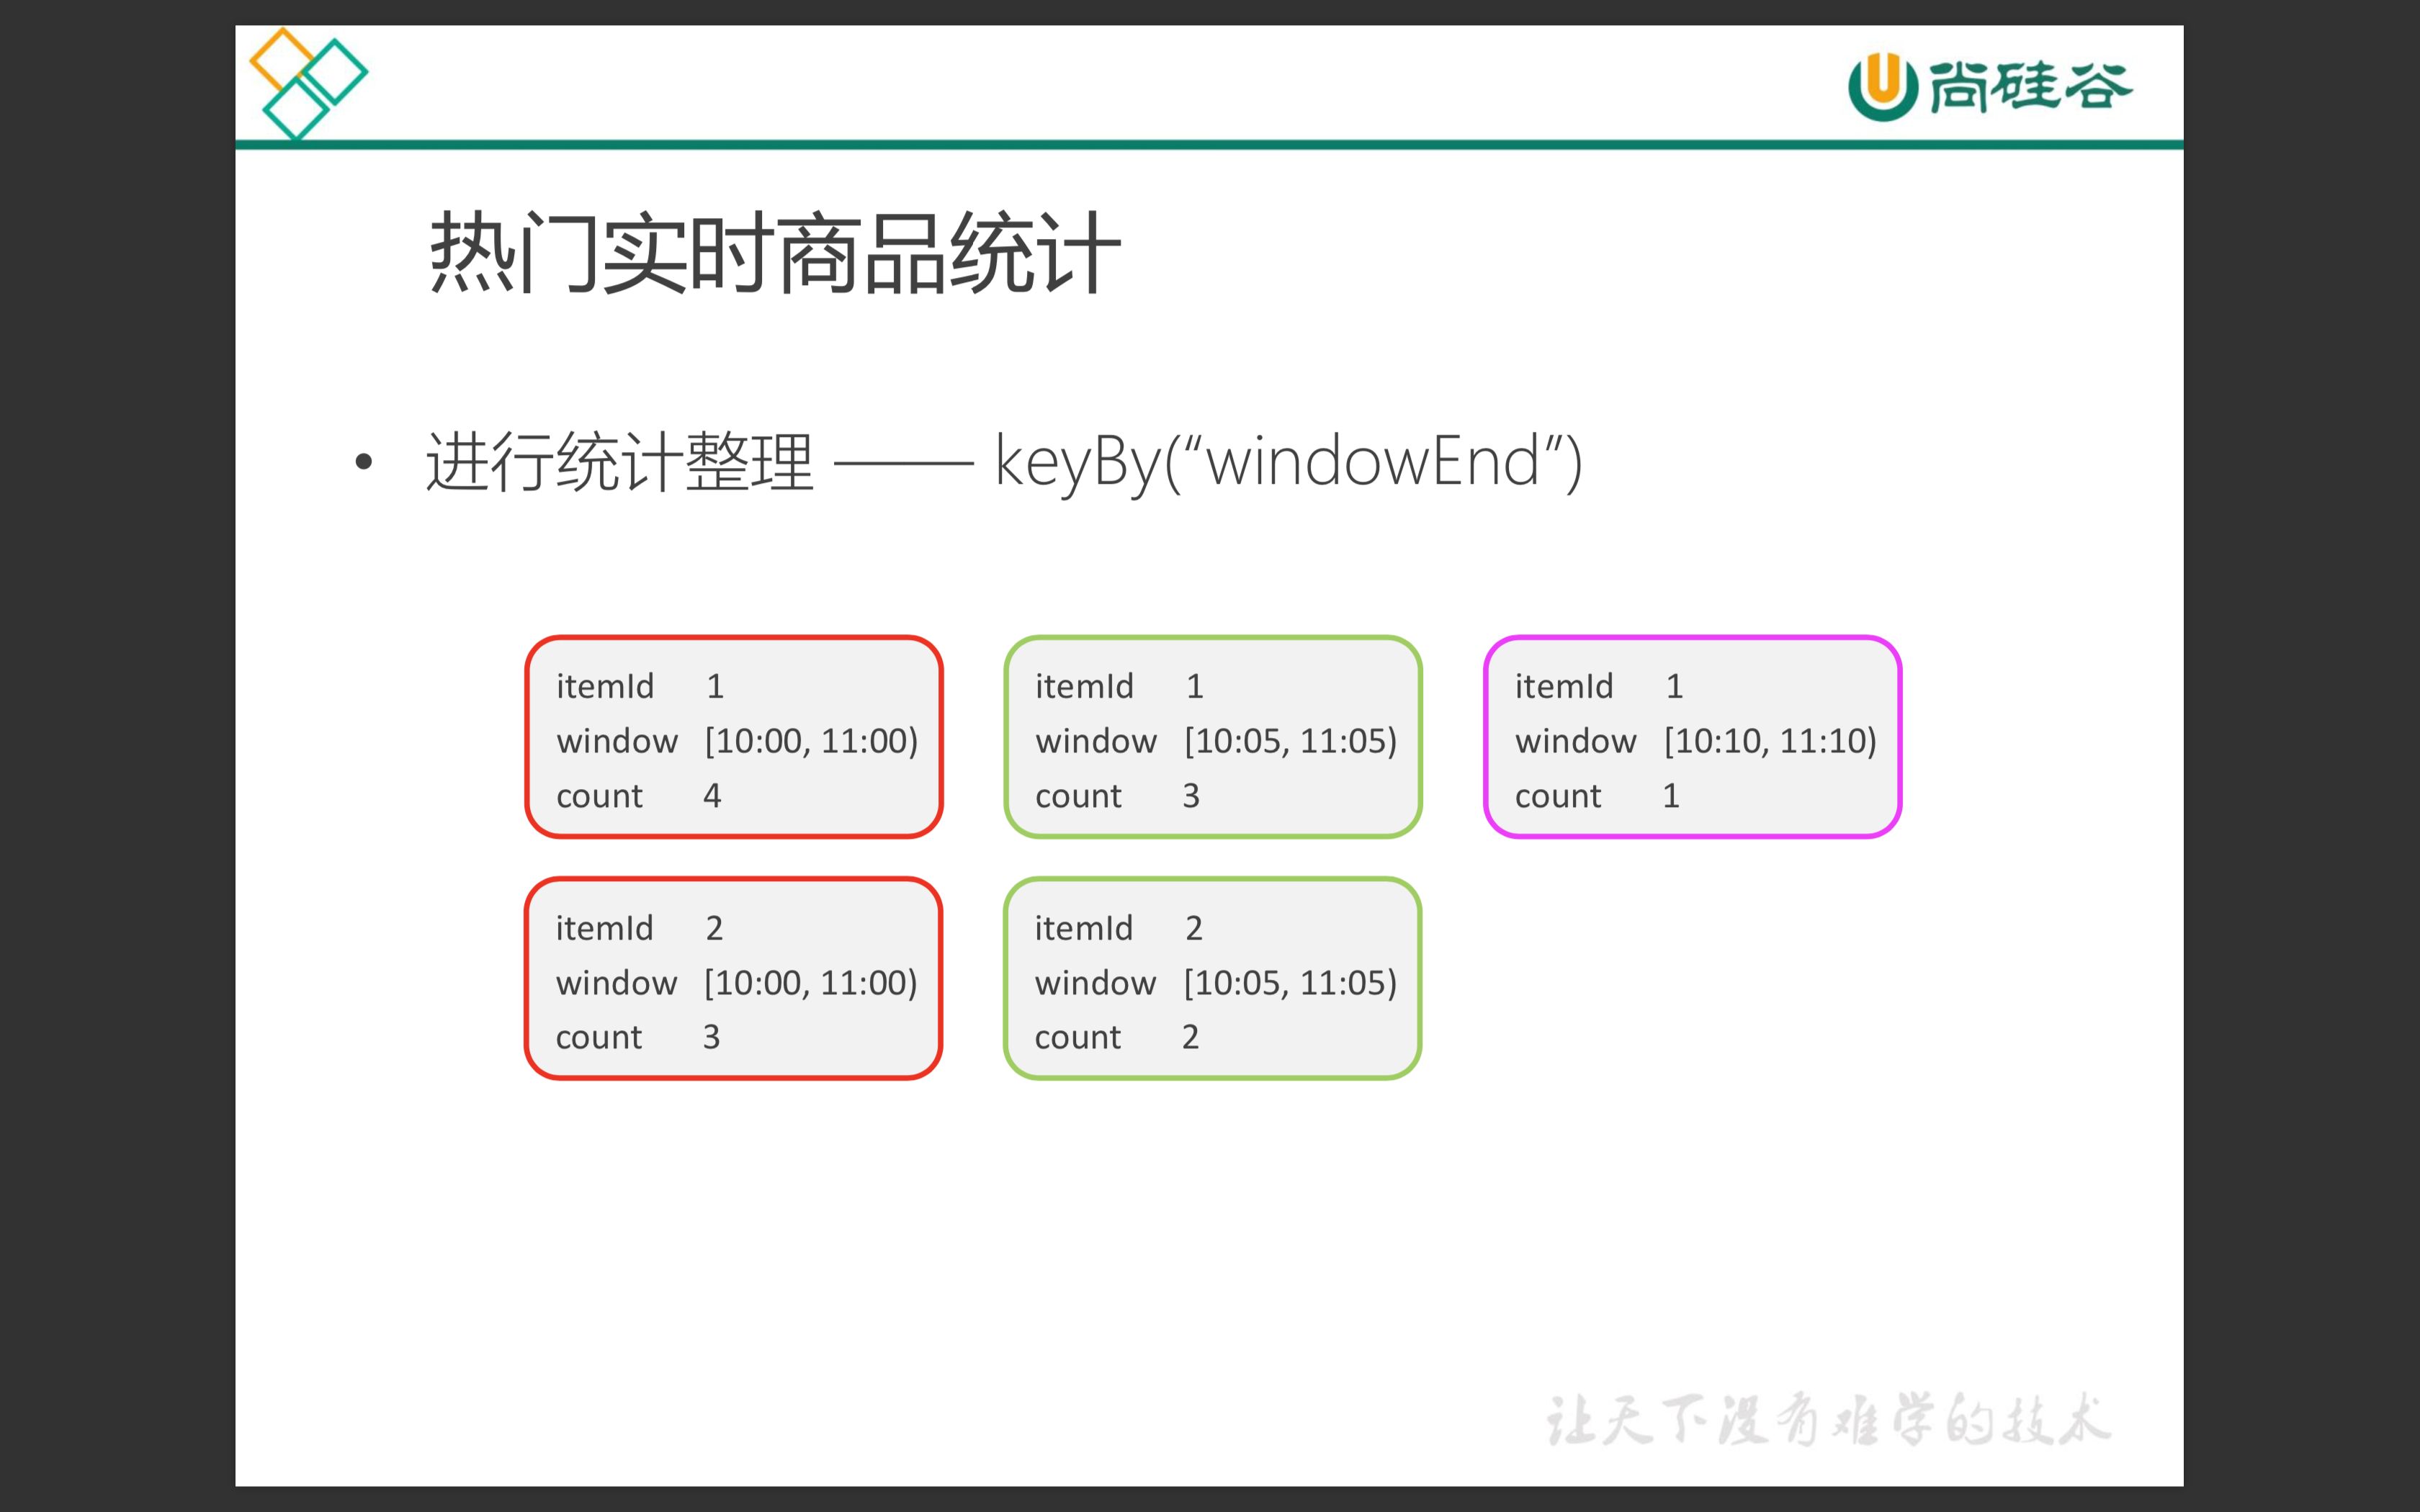 尚硅谷
热门实时商品统计
• 进行统计整理 —— keyBy(“windowEnd”)
itemId 1
window [10:00, 11:00)
count 4
itemId 1
window [10:05, 11:05)
count 3
itemId 1
window [10:10, 11:10)
count 1
itemId 2
window [10:00, 11:00)
count 3
itemId 2
window [10:05, 11:05)
count 2
让天下没有难学的技术